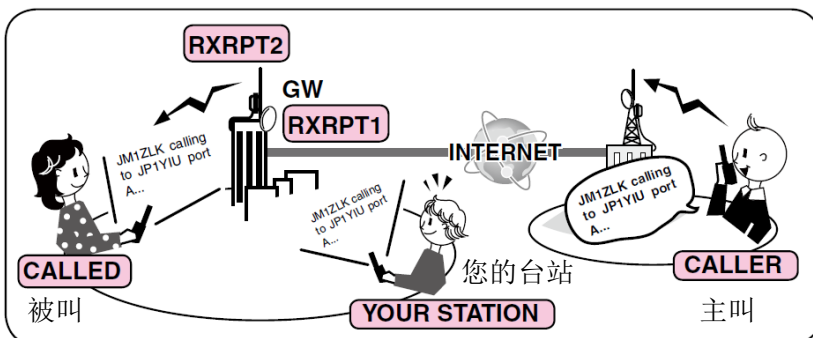 RXRPT2
GW
RXRPT1
INTERNET
JM1ZLK calling
to JP1YIU port
A...
JM1ZLK calling
to JP1YIU port
A...
JM1ZLK calling
to JP1YIU port
A...
CALLED
被叫
您的台站
YOUR STATION
CALLER
主叫